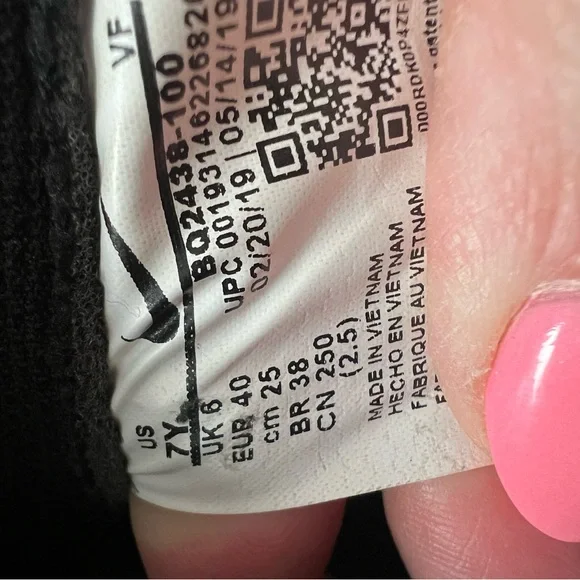 US
7Y
UK 6
EUR 40
cm 25
BR 38
CN 250
(2.5)
VF
BQ2438-100
UPC 00193146226820
02/20/19 | 05/14/19
MADE IN VIETNAM
HECHO EN VIETNAM
FABRIQUE AU VIETNAM